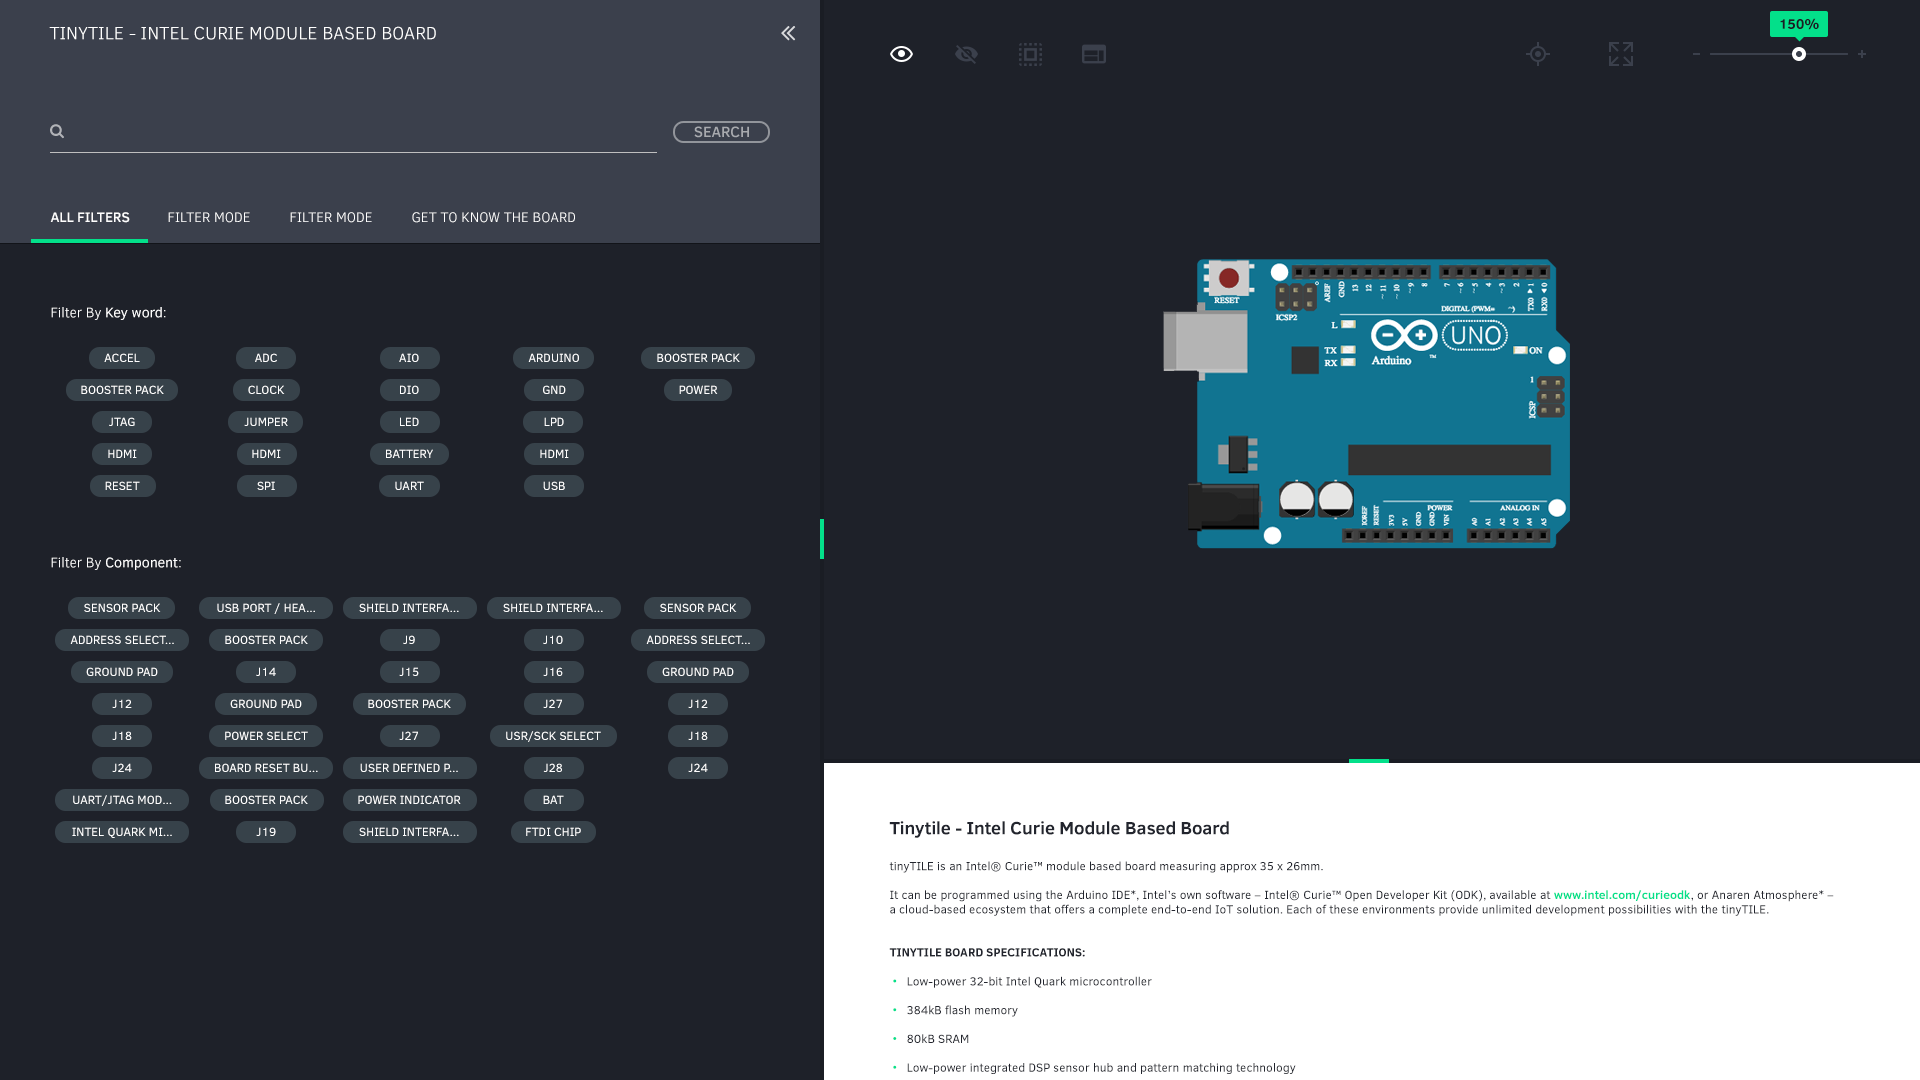 TINYTILE - INTEL CURIE MODULE BASED BOARD
SEARCH
ALL FILTERS FILTER MODE FILTER MODE GET TO KNOW THE BOARD
Filter By Key word:
ACCEL ADC AIO ARDUINO BOOSTER PACK
BOOSTER PACK CLOCK DIO GND POWER
JTAG JUMPER LED LPD
HDMI HDMI BATTERY HDMI
RESET SPI UART USB
Filter By Component:
SENSOR PACK USB PORT / HEA... SHIELD INTERFA... SHIELD INTERFA... SENSOR PACK
ADDRESS SELECT... BOOSTER PACK J9 J10 ADDRESS SELECT...
GROUND PAD J14 J15 J16 GROUND PAD
J12 GROUND PAD BOOSTER PACK J27 J12
J18 POWER SELECT J27 USR/SCK SELECT J18
J24 BOARD RESET BU... USER DEFINED P... J28 J24
UART/JTAG MOD... BOOSTER PACK POWER INDICATOR BAT
INTEL QUARK MI... J19 SHIELD INTERFA... FTDI CHIP
150%
- +
RESET
ICSP2
AREF GND 13 12 ~11 ~10 ~9 8 7 ~6 ~5 4 ~3 2 TX0 ▸ 1 RX0 ◂ 0
DIGITAL (PWM= ~)
L
TX
RX
UNO
Arduino ™
ON
1
ICSP
POWER ANALOG IN
IOREF RESET 3V3 5V GND GND VIN A0 A1 A2 A3 A4 A5
Tinytile - Intel Curie Module Based Board
tinyTILE is an Intel® Curie™ module based board measuring approx 35 x 26mm.
It can be programmed using the Arduino IDE*, Intel's own software – Intel® Curie™ Open Developer Kit (ODK), available at www.intel.com/curieodk, or Anaren Atmosphere* –
a cloud-based ecosystem that offers a complete end-to-end IoT solution. Each of these environments provide unlimited development possibilities with the tinyTILE.
TINYTILE BOARD SPECIFICATIONS:
• Low-power 32-bit Intel Quark microcontroller
• 384kB flash memory
• 80kB SRAM
• Low-power integrated DSP sensor hub and pattern matching technology